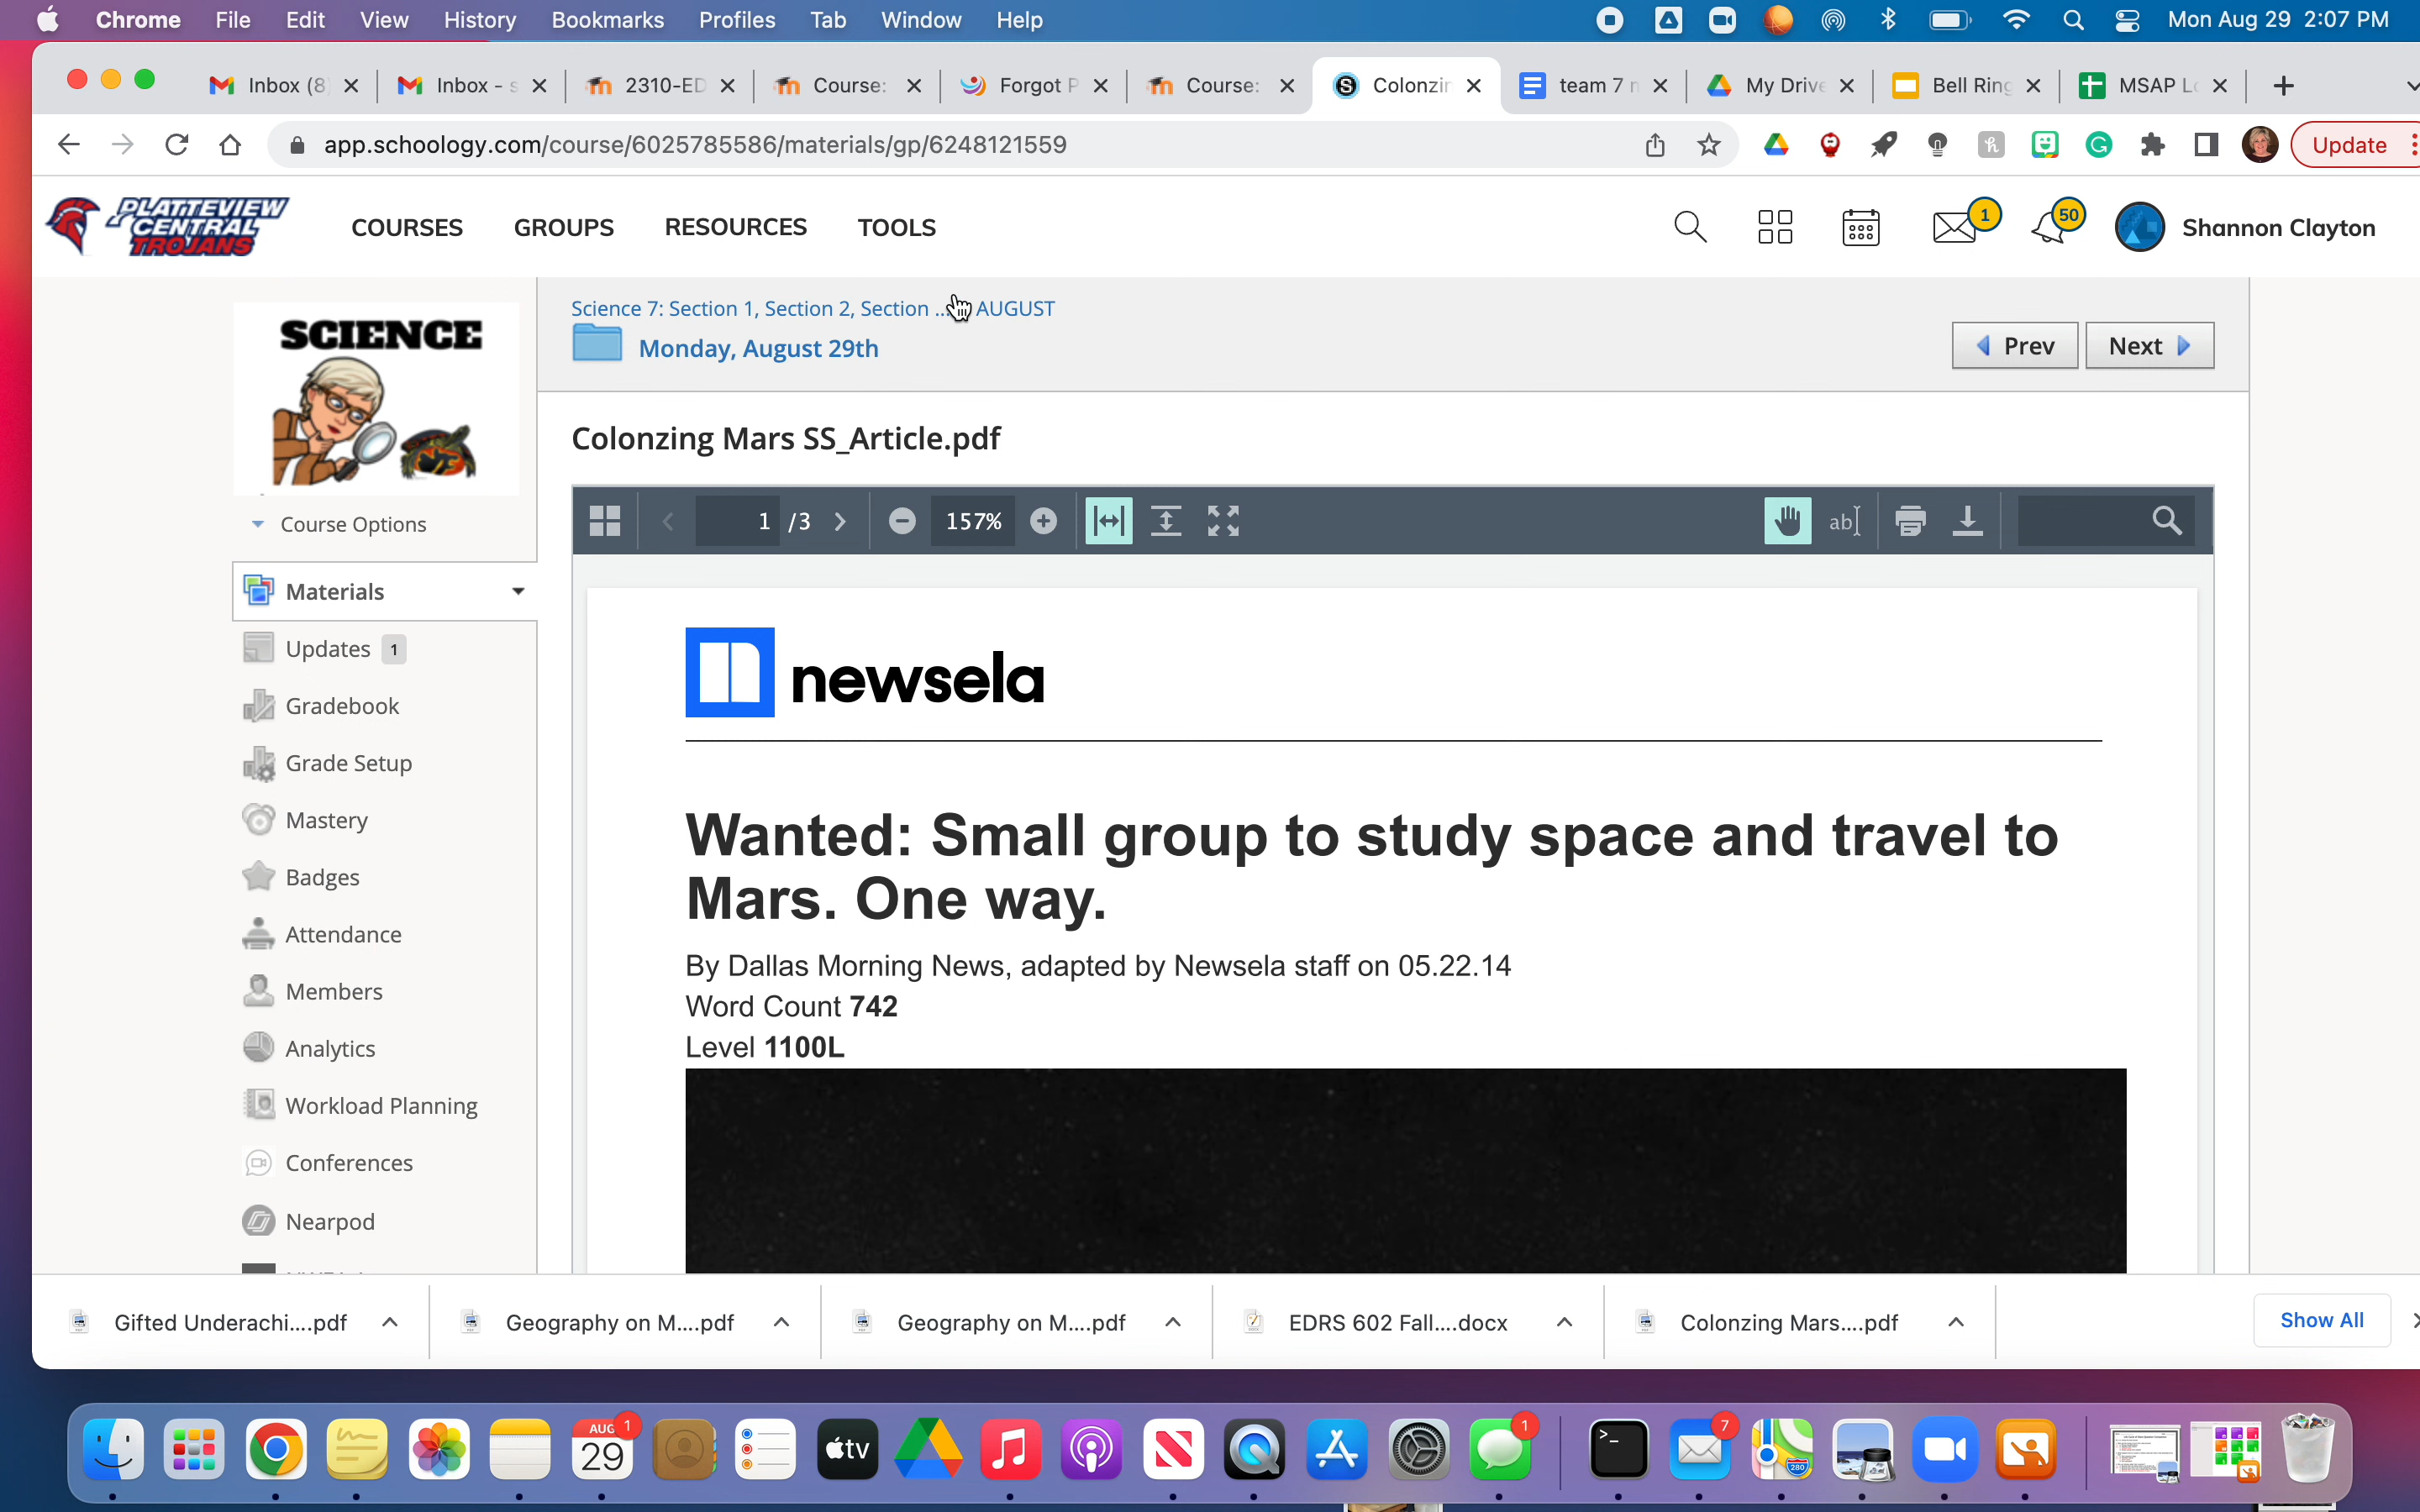 Chrome File Edit View History Bookmarks Profiles Tab Window Help Mon Aug 29 2:07 PM
Inbox (8 Inbox - s 2310-ED Course: Forgot P Course: Colonzin team 7 n My Drive Bell Ring MSAP Lo
app.schoology.com/course/6025785586/materials/gp/6248121559 Update
PLATTEVIEW
CENTRAL
TROJANS
COURSES GROUPS RESOURCES TOOLS 1 50 Shannon Clayton
SCIENCE
Science 7: Section 1, Section 2, Section ... AUGUST
Monday, August 29th
Prev Next
Course Options
Colonzing Mars SS_Article.pdf
1 /3 157% ab
Materials
Updates 1
Gradebook
Grade Setup
Mastery
Badges
Attendance
Members
Analytics
Workload Planning
Conferences
Nearpod
newsela
Wanted: Small group to study space and travel to
Mars. One way.
By Dallas Morning News, adapted by Newsela staff on 05.22.14
Word Count 742
Level 1100L
Gifted Underachi....pdf Geography on M....pdf Geography on M....pdf EDRS 602 Fall....docx Colonzing Mars....pdf Show All
AUG 1
29
tv
1
7
280